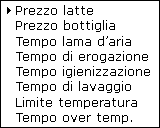 Prezzo latte
Prezzo bottiglia
Tempo lama d'aria
Tempo di erogazione
Tempo igienizzazione
Tempo di lavaggio
Limite temperatura
Tempo over temp.